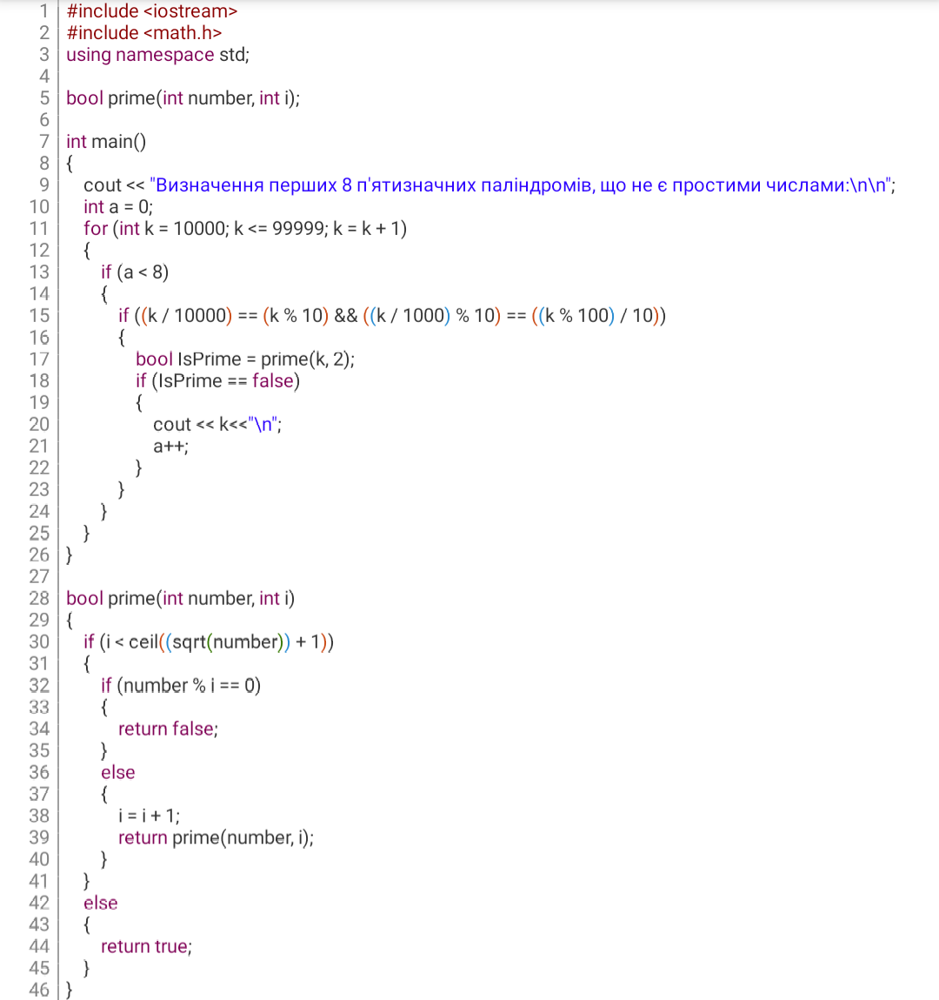 1 #include <iostream>
2 #include <math.h>
3 using namespace std;
4
5 bool prime(int number, int i);
6
7 int main()
8 {
9 cout << "Визначення перших 8 п'ятизначних паліндромів, що не є простими числами:\n\n";
10 int a = 0;
11 for (int k = 10000; k <= 99999; k = k + 1)
12 {
13 if (a < 8)
14 {
15 if ((k / 10000) == (k % 10) && ((k / 1000) % 10) == ((k % 100) / 10))
16 {
17 bool IsPrime = prime(k, 2);
18 if (IsPrime == false)
19 {
20 cout << k<<"\n";
21 a++;
22 }
23 }
24 }
25 }
26 }
27
28 bool prime(int number, int i)
29 {
30 if (i < ceil((sqrt(number)) + 1))
31 {
32 if (number % i == 0)
33 {
34 return false;
35 }
36 else
37 {
38 i = i + 1;
39 return prime(number, i);
40 }
41 }
42 else
43 {
44 return true;
45 }
46 }